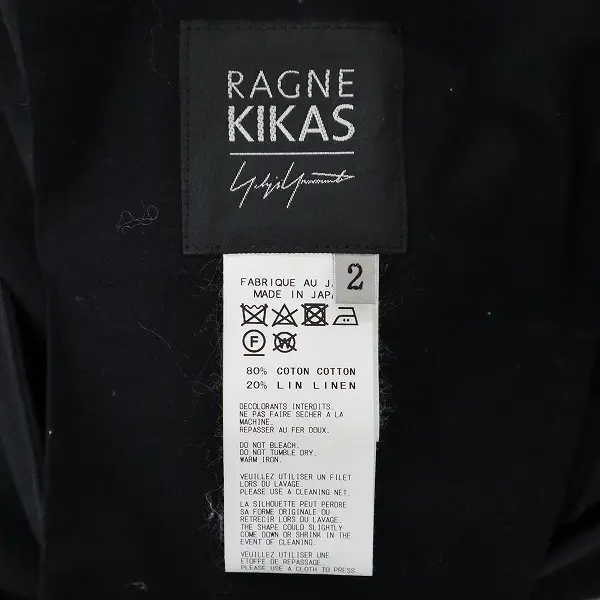 RAGNE
KIKAS
Yohji Yamamoto
2
FABRIQUE AU
MADE IN JAPA
F W
80% COTON COTTON
20% LIN LINEN
DECOLORANTS INTERDITS.
NE PAS FAIRE SECHER A LA
MACHINE.
REPASSER AU FER DOUX.
DO NOT BLEACH.
DO NOT TUMBLE DRY.
WARM IRON.
VEUILLEZ UTILISER UN FILET
LORS DU LAVAGE.
PLEASE USE A CLEANING NET.
LA SILHOUETTE PEUT PERDRE
SA FORME ORIGINALE OU
RETRECIR LORS DU LAVAGE.
THE SHAPE COULD SLIGHTLY
COME DOWN OR SHRINK IN THE
EVENT OF CLEANING.
VEUILLEZ UTILISER UNE
ETOFFE DE REPASSAGE.
PLEASE USE A CLOTH TO PRESS.